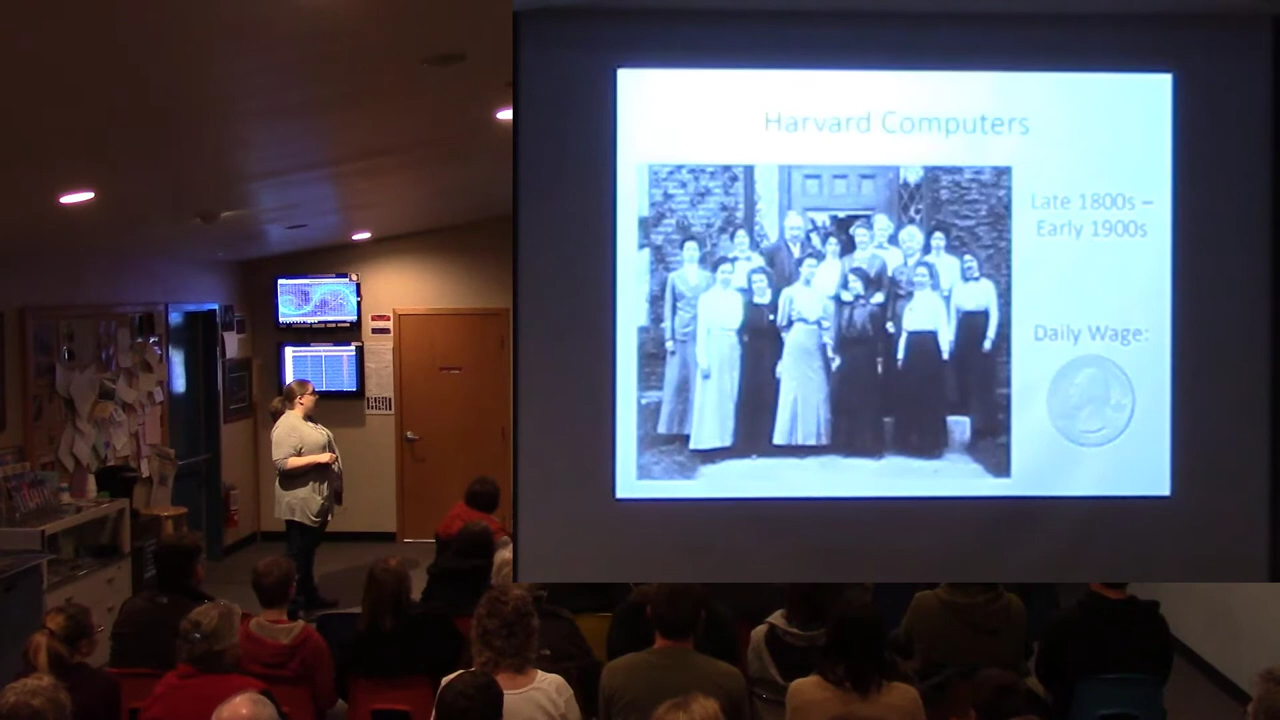 Harvard Computers
Late 1800s –
Early 1900s
Daily Wage: